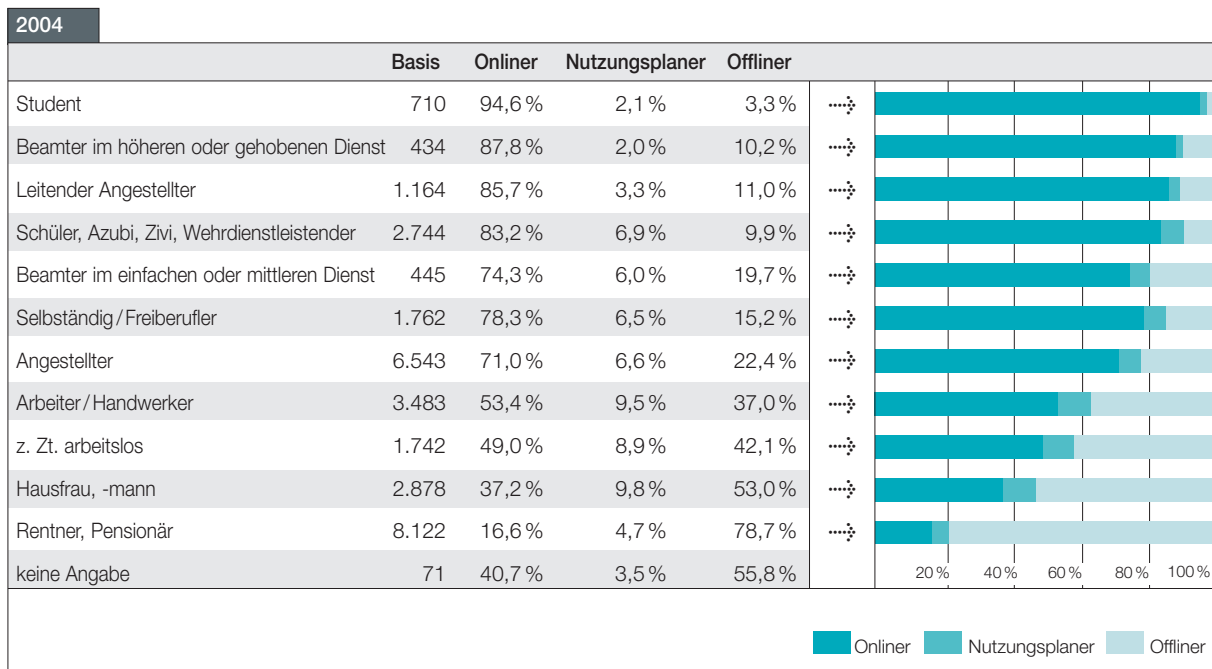 2004
Basis Onliner Nutzungsplaner Offliner
Student 710 94,6 % 2,1 % 3,3 %
Beamter im höheren oder gehobenen Dienst 434 87,8 % 2,0 % 10,2 %
Leitender Angestellter 1.164 85,7 % 3,3 % 11,0 %
Schüler, Azubi, Zivi, Wehrdienstleistender 2.744 83,2 % 6,9 % 9,9 %
Beamter im einfachen oder mittleren Dienst 445 74,3 % 6,0 % 19,7 %
Selbständig / Freiberufler 1.762 78,3 % 6,5 % 15,2 %
Angestellter 6.543 71,0 % 6,6 % 22,4 %
Arbeiter / Handwerker 3.483 53,4 % 9,5 % 37,0 %
z. Zt. arbeitslos 1.742 49,0 % 8,9 % 42,1 %
Hausfrau, -mann 2.878 37,2 % 9,8 % 53,0 %
Rentner, Pensionär 8.122 16,6 % 4,7 % 78,7 %
keine Angabe 71 40,7 % 3,5 % 55,8 %
20 % 40 % 60 % 80 % 100 %
Onliner Nutzungsplaner Offliner